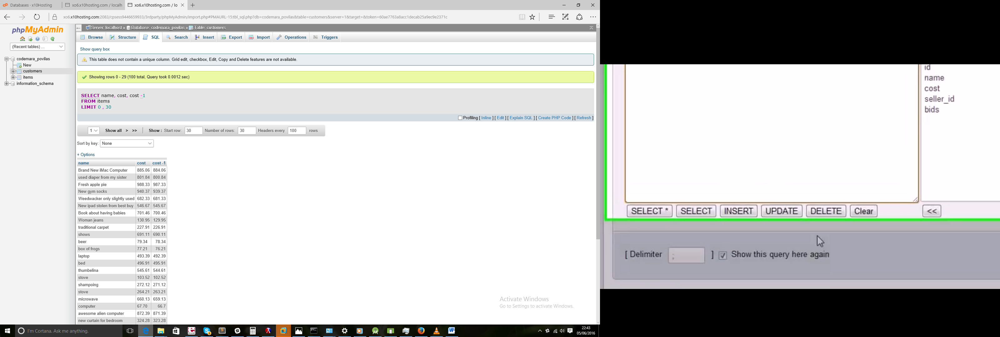 Databases - x10Hosting
xo6.x10hosting.com / localh
xo6.x10hosting.com / lo
xo6.x10hosting.com:2083/cpsess9446659933/3rdparty/phpMyAdmin/import.php#PMAURL-15:tbl_sql.php?db=codemara_povilas&table=customers&server=1&target=&token=60ae7763a8acc1decab25a9ec9e2371c
phpMyAdmin
(Recent tables) ...
codemara_povilas
New
customers
items
information_schema
Server: localhost » Database: codemara_povilas » Table: customers
Browse Structure SQL Search Insert Export Import Operations Triggers
Show query box
This table does not contain a unique column. Grid edit, checkbox, Edit, Copy and Delete features are not available.
Showing rows 0 - 29 (100 total, Query took 0.0012 sec)
SELECT name, cost, cost -1
FROM items
LIMIT 0 , 30
Profiling [ Inline ] [ Edit ] [ Explain SQL ] [ Create PHP Code ] [ Refresh ]
1 Show all > >> Show : Start row: 30 Number of rows: 30 Headers every 100 rows
Sort by key: None
+ Options
name cost cost -1
Brand New iMac Computer 885.06 884.06
used diaper from my sister 801.84 800.84
Fresh apple pie 988.33 987.33
New gym socks 940.37 939.37
Weedwacker only slightly used 682.33 681.33
New ipad stolen from best buy 546.67 545.67
Book about having babies 701.46 700.46
Woman jeans 130.95 129.95
traditional carpet 227.91 226.91
shows 691.11 690.11
beer 79.34 78.34
box of frogs 77.21 76.21
laptop 493.39 492.39
bed 496.91 495.91
thumbelina 545.61 544.61
stove 103.52 102.52
shampoing 272.12 271.12
stove 264.21 263.21
microwave 660.13 659.13
computer 67.70 66.7
awesome alien computer 872.39 871.39
new curtain for bedroom 324.28 323.28
Activate Windows
Go to Settings to activate Windows.
I'm Cortana. Ask me anything.
22:43
05/06/2016
id
name
cost
seller_id
bids
SELECT * SELECT INSERT UPDATE DELETE Clear <<
[ Delimiter ; ] Show this query here again